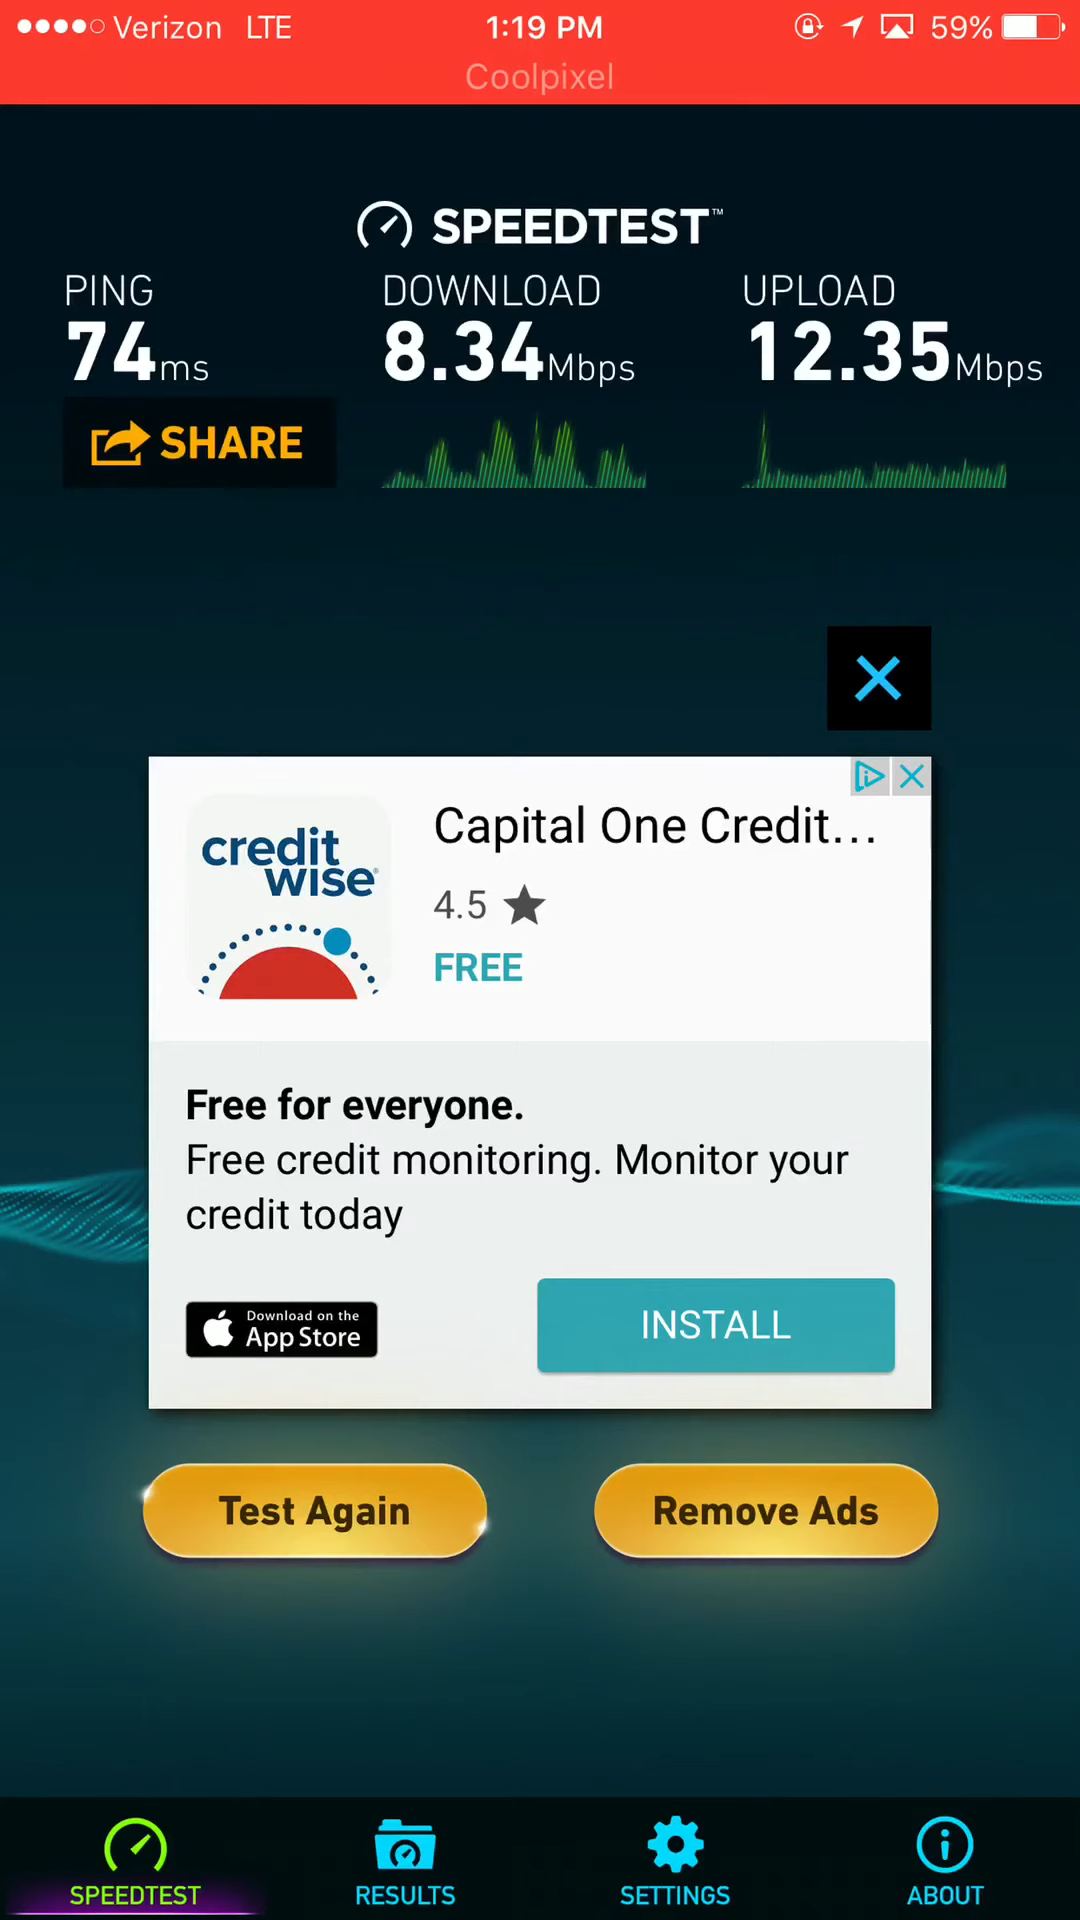 Verizon LTE 1:19 PM 59%
Coolpixel
SPEEDTEST™
PING DOWNLOAD UPLOAD
74ms 8.34Mbps 12.35Mbps
SHARE
credit
wise®
Capital One Credit...
4.5
FREE
Free for everyone.
Free credit monitoring. Monitor your
credit today
Download on the
App Store
INSTALL
Test Again Remove Ads
SPEEDTEST RESULTS SETTINGS ABOUT